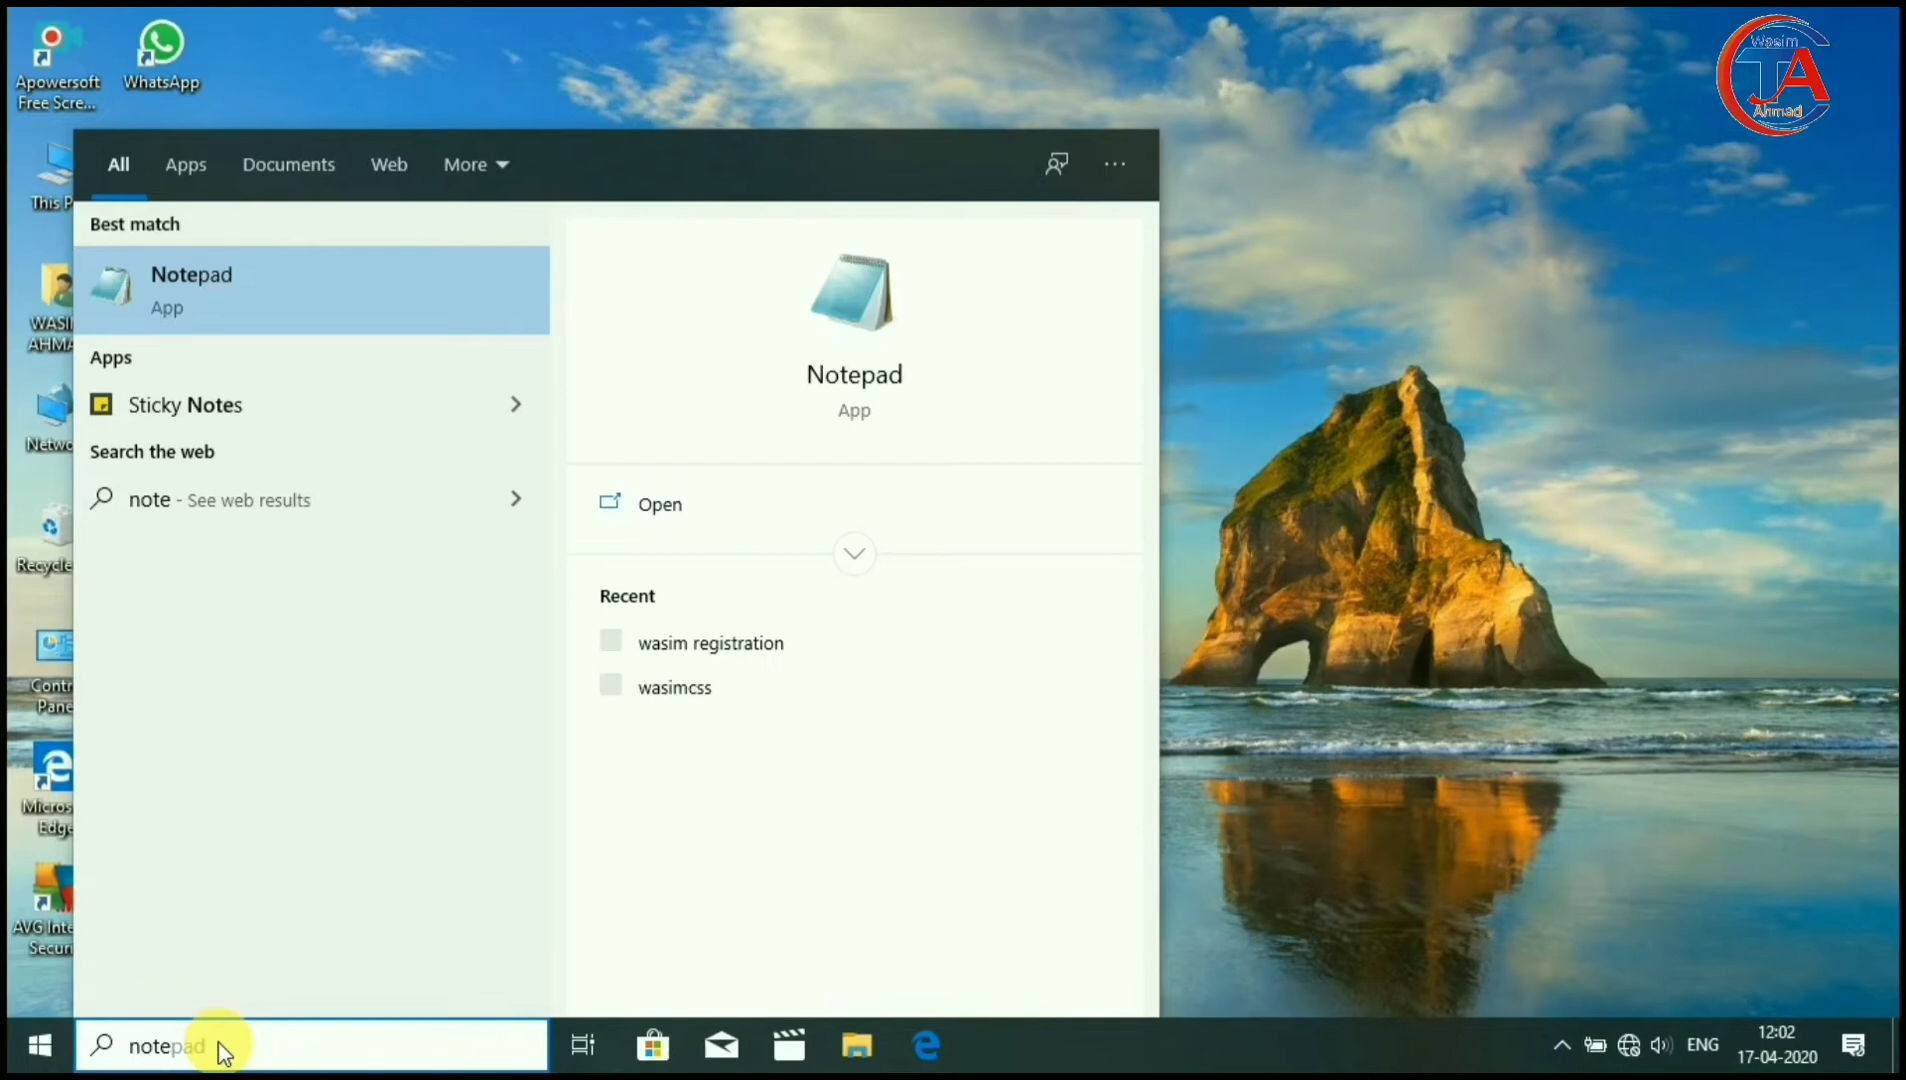 Apowersoft
Free Scre...
WhatsApp
Wasim
CTA
Ahmad
This P
WASI
AHMA
Netwo
Recycle
Contr
Pane
Micros
Edge
AVG Inte
Secur
All
Apps
Documents
Web
More
Best match
Notepad
App
Apps
Sticky Notes
Search the web
note - See web results
Notepad
App
Open
Recent
wasim registration
wasimcss
notepad
ENG
12:02
17-04-2020